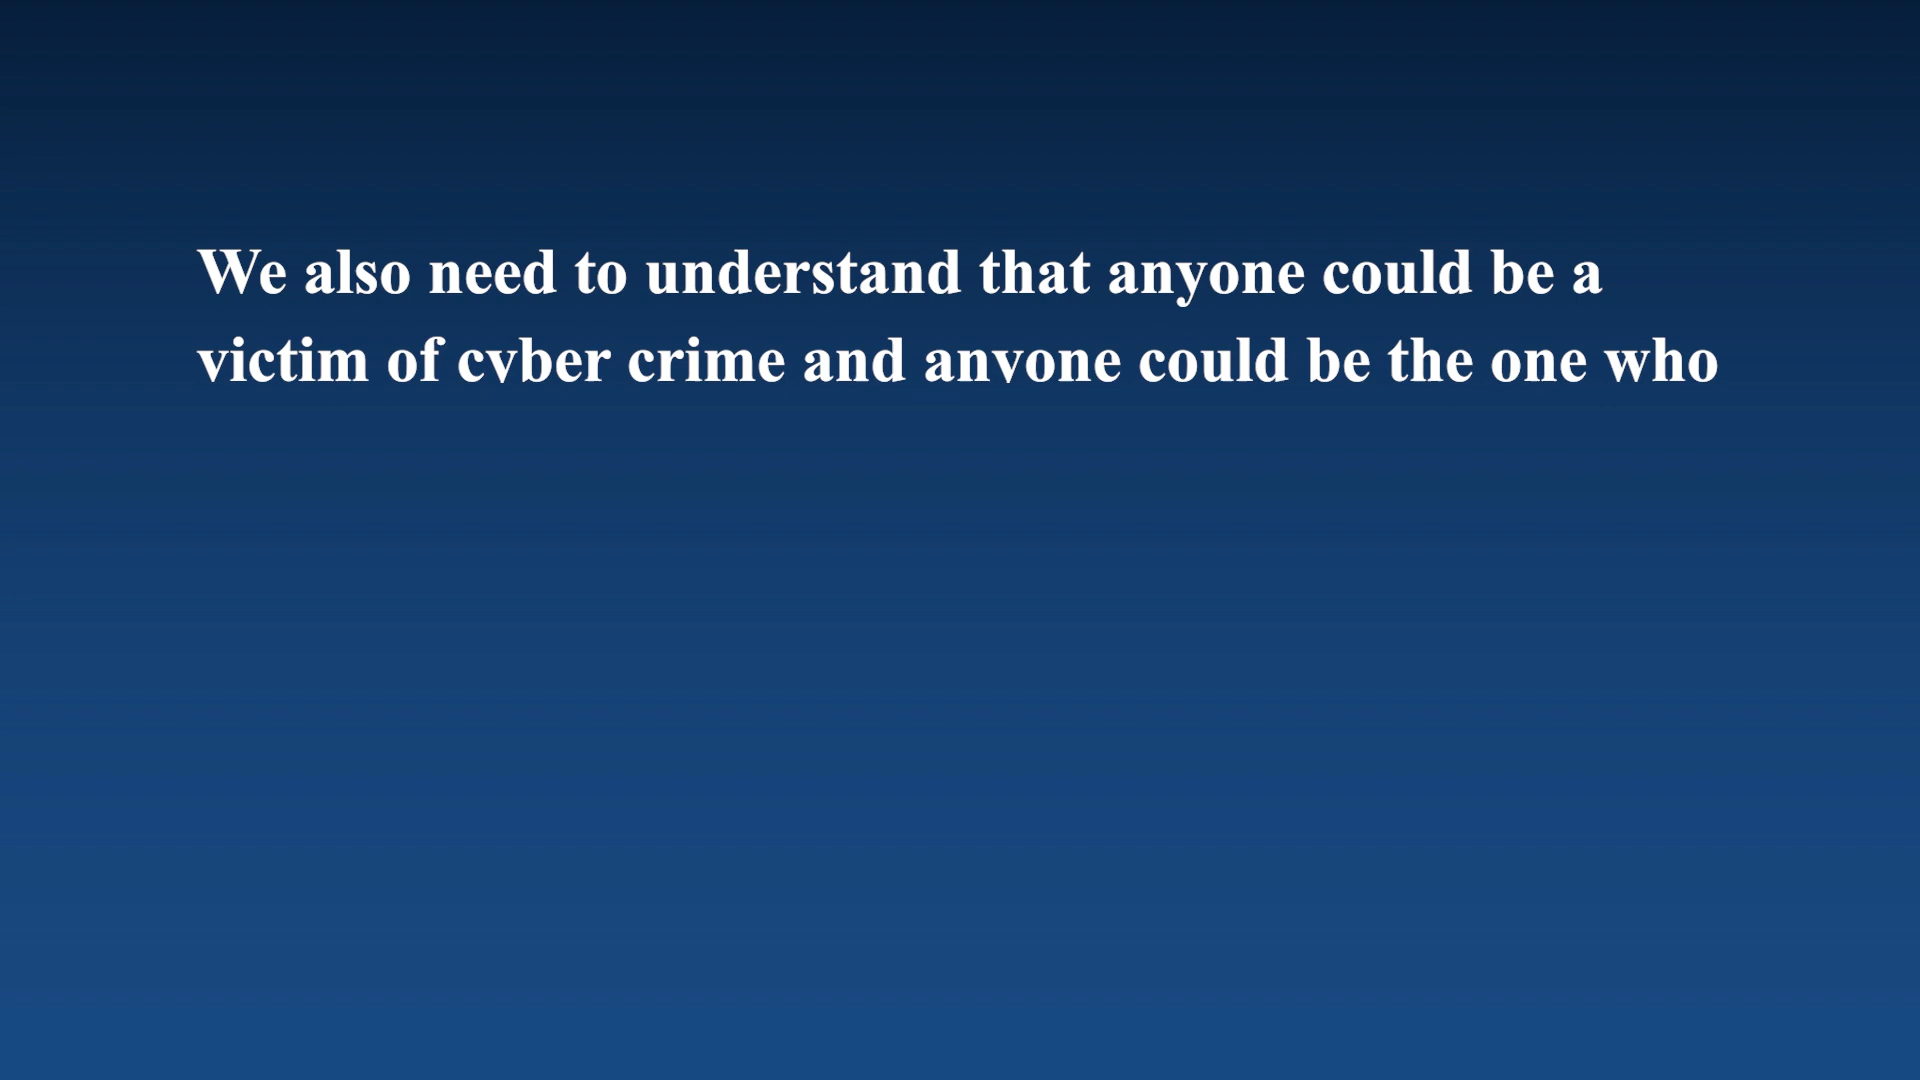 We also need to understand that anyone could be a
victim of cyber crime and anyone could be the one who